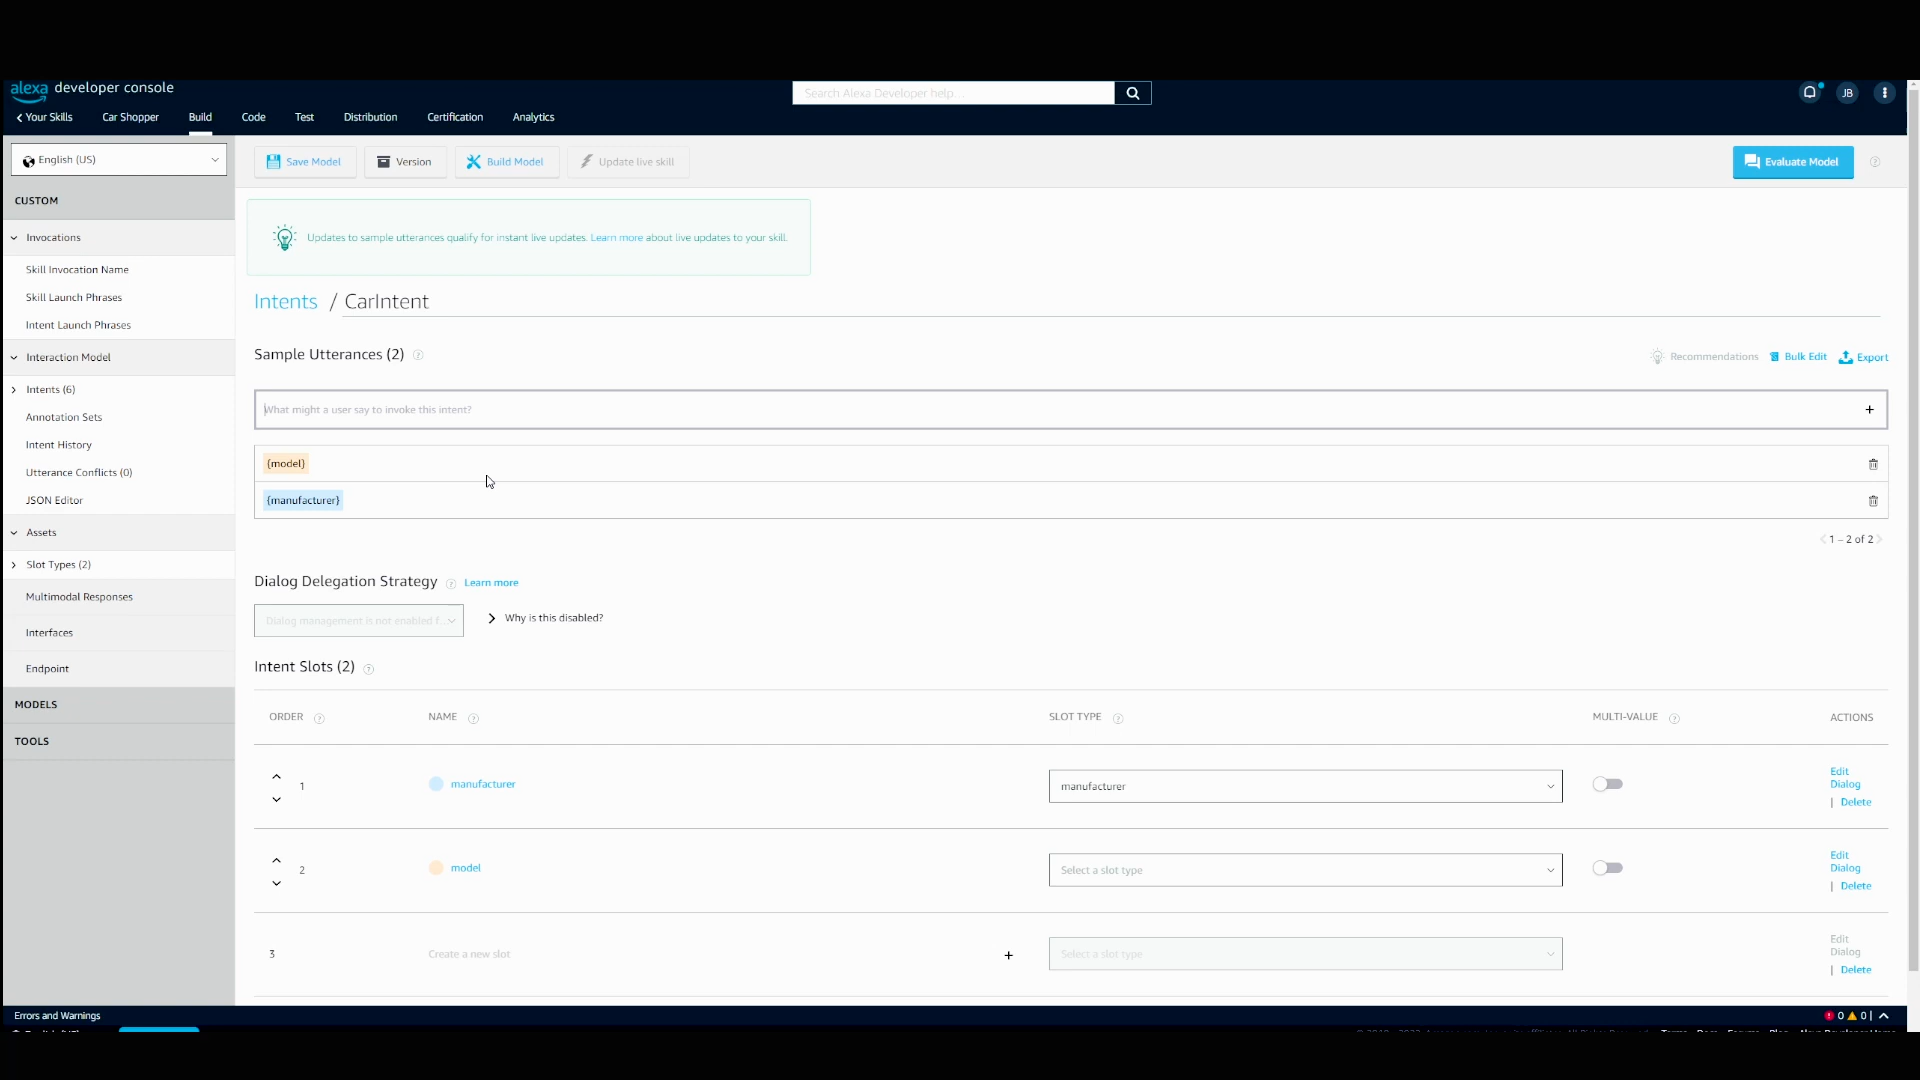 alexa developer console
Search Alexa Developer help...
JB
Your Skills Car Shopper Build Code Test Distribution Certification Analytics
English (US)
Save Model Version Build Model Update live skill Evaluate Model
CUSTOM
Invocations
Skill Invocation Name
Skill Launch Phrases
Intent Launch Phrases
Interaction Model
Intents (6)
Annotation Sets
Intent History
Utterance Conflicts (0)
JSON Editor
Assets
Slot Types (2)
Multimodal Responses
Interfaces
Endpoint
MODELS
TOOLS
Updates to sample utterances qualify for instant live updates. Learn more about live updates to your skill.
Intents / CarIntent
Sample Utterances (2)
Recommendations Bulk Edit Export
What might a user say to invoke this intent?
{model}
{manufacturer}
1 – 2 of 2
Dialog Delegation Strategy Learn more
Dialog management is not enabled f... Why is this disabled?
Intent Slots (2)
ORDER NAME SLOT TYPE MULTI-VALUE ACTIONS
1 manufacturer manufacturer Edit Dialog | Delete
2 model Select a slot type Edit Dialog | Delete
3 Create a new slot Select a slot type Edit Dialog | Delete
Errors and Warnings 0 0 |